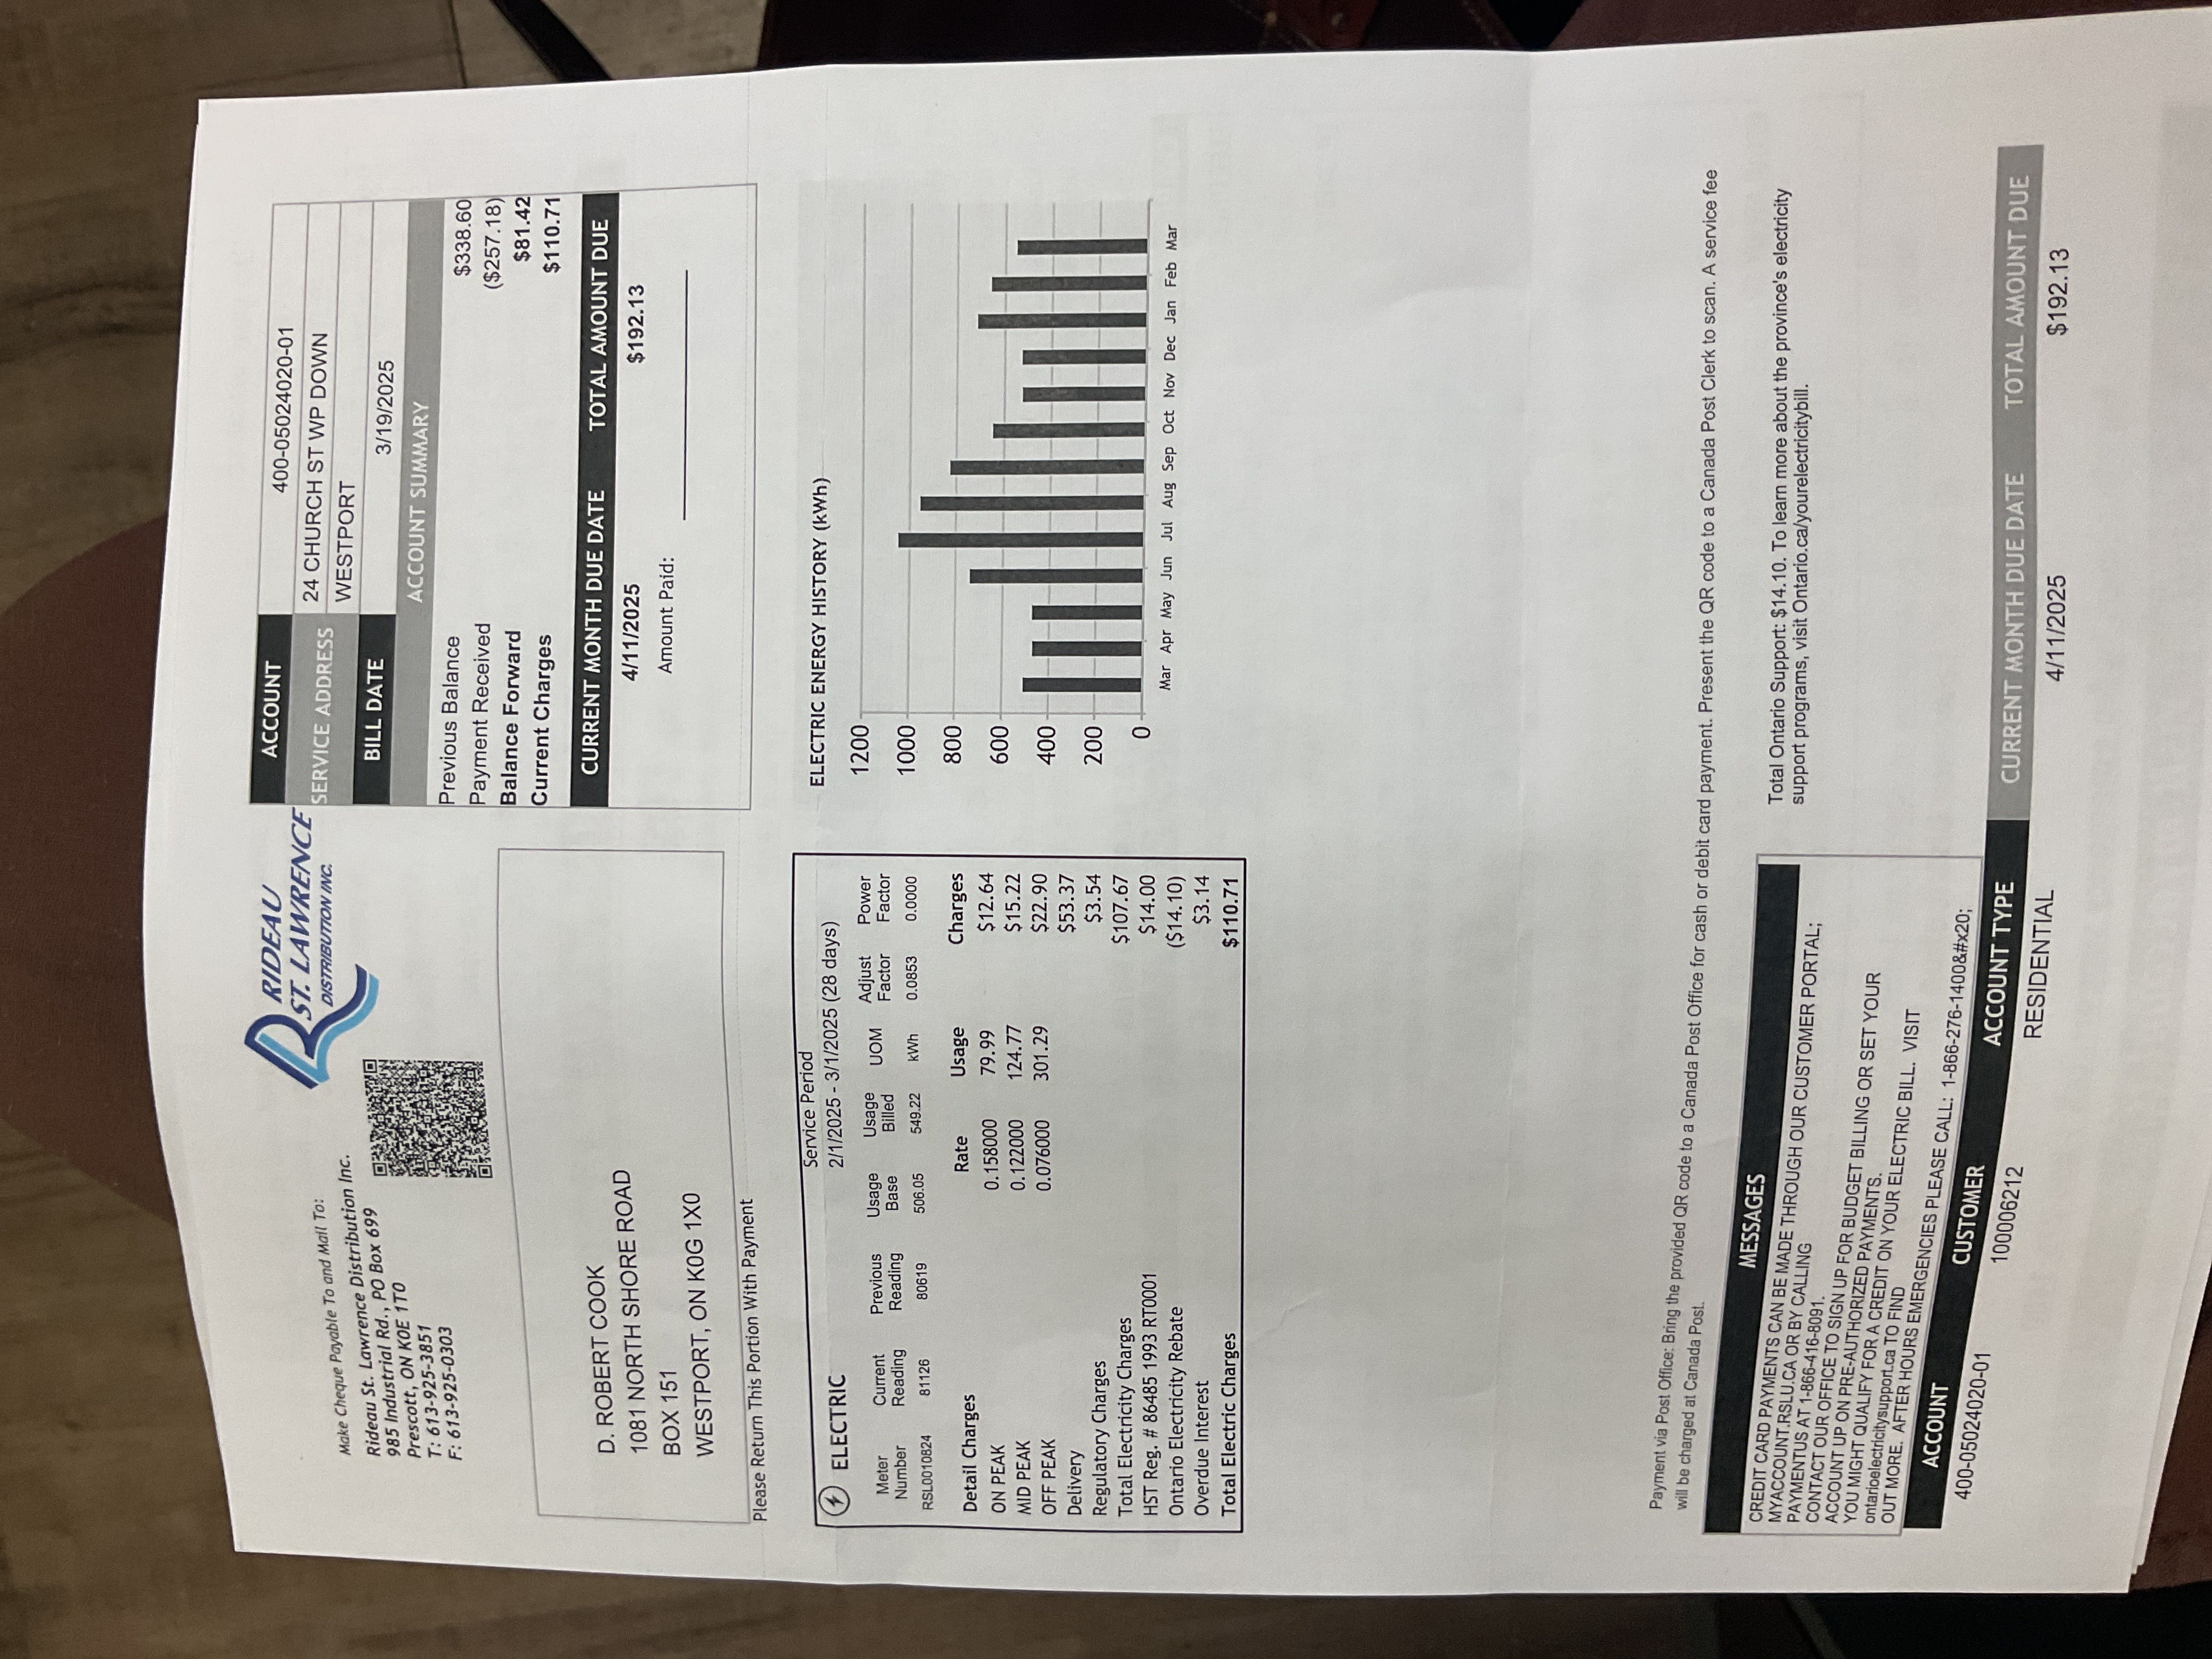 Make Cheque Payable To and Mail To:
Rideau St. Lawrence Distribution Inc.
985 Industrial Rd., PO Box 699
Prescott, ON K0E 1T0
T: 613-925-3851
F: 613-925-0303
RIDEAU
ST. LAWRENCE
DISTRIBUTION INC.
ACCOUNT 400-05024020-01
SERVICE ADDRESS 24 CHURCH ST WP DOWN
WESTPORT
BILL DATE 3/19/2025
ACCOUNT SUMMARY
Previous Balance $338.60
Payment Received ($257.18)
Balance Forward $81.42
Current Charges $110.71
CURRENT MONTH DUE DATE TOTAL AMOUNT DUE
4/11/2025 $192.13
Amount Paid:
D. ROBERT COOK
1081 NORTH SHORE ROAD
BOX 151
WESTPORT, ON K0G 1X0
Please Return This Portion With Payment
ELECTRIC
Service Period
2/1/2025 - 3/1/2025 (28 days)
Meter Number Current Reading Previous Reading Usage Base Usage Billed UOM Adjust Factor Power Factor
RSL0010824 81126 80619 506.05 549.22 kWh 0.0853 0.0000
Detail Charges Rate Usage Charges
ON PEAK 0.158000 79.99 $12.64
MID PEAK 0.122000 124.77 $15.22
OFF PEAK 0.076000 301.29 $22.90
Delivery $53.37
Regulatory Charges $3.54
Total Electricity Charges $107.67
HST Reg. # 86485 1993 RT0001 $14.00
Ontario Electricity Rebate ($14.10)
Overdue Interest $3.14
Total Electric Charges $110.71
ELECTRIC ENERGY HISTORY (kWh)
1200
1000
800
600
400
200
0
Mar Apr May Jun Jul Aug Sep Oct Nov Dec Jan Feb Mar
Payment via Post Office: Bring the provided QR code to a Canada Post Office for cash or debit card payment. Present the QR code to a Canada Post Clerk to scan. A service fee
will be charged at Canada Post.
MESSAGES
CREDIT CARD PAYMENTS CAN BE MADE THROUGH OUR CUSTOMER PORTAL;
MYACCOUNT.RSLU.CA OR BY CALLING
PAYMENTUS AT 1-866-416-8091.
CONTACT OUR OFFICE TO SIGN UP FOR BUDGET BILLING OR SET YOUR
ACCOUNT UP ON PRE-AUTHORIZED PAYMENTS.
YOU MIGHT QUALIFY FOR A CREDIT ON YOUR ELECTRIC BILL. VISIT
ontarioelectricitysupport.ca TO FIND
OUT MORE. AFTER HOURS EMERGENCIES PLEASE CALL: 1-866-276-1400&#x20;
Total Ontario Support: $14.10. To learn more about the province's electricity
support programs, visit Ontario.ca/yourelectricitybill.
ACCOUNT CUSTOMER ACCOUNT TYPE CURRENT MONTH DUE DATE TOTAL AMOUNT DUE
400-05024020-01 100006212 RESIDENTIAL 4/11/2025 $192.13